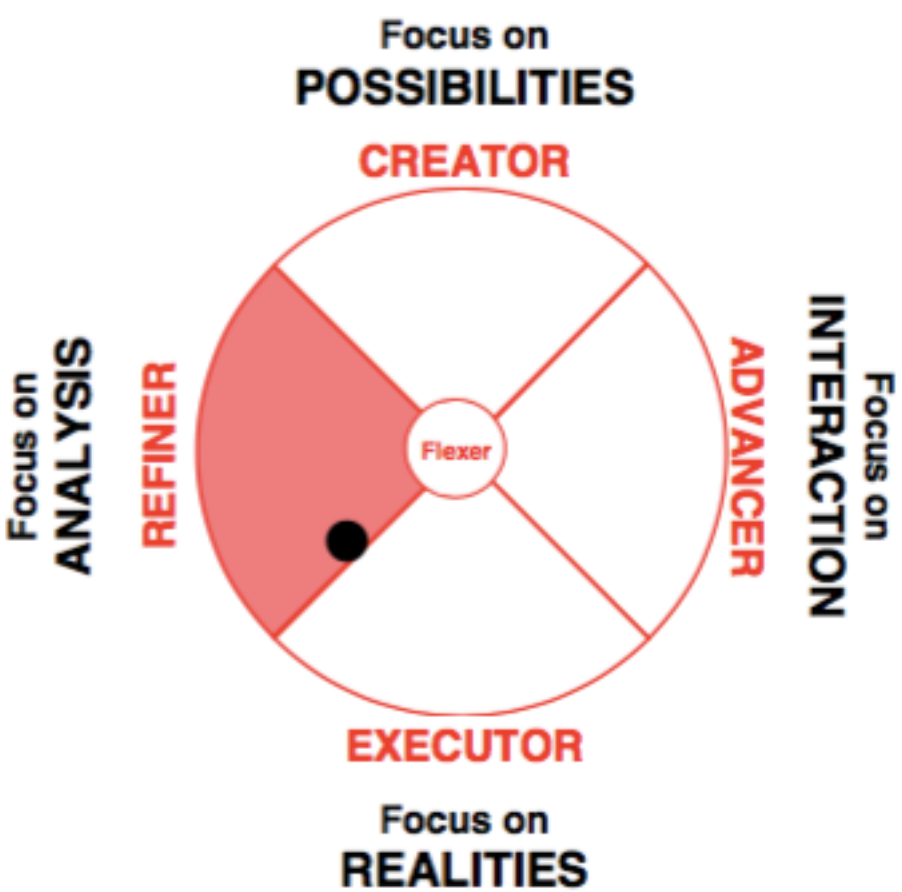 Focus on
POSSIBILITIES
CREATOR
Focus on
ANALYSIS
REFINER
Flexer
ADVANCER
Focus on
INTERACTION
EXECUTOR
Focus on
REALITIES